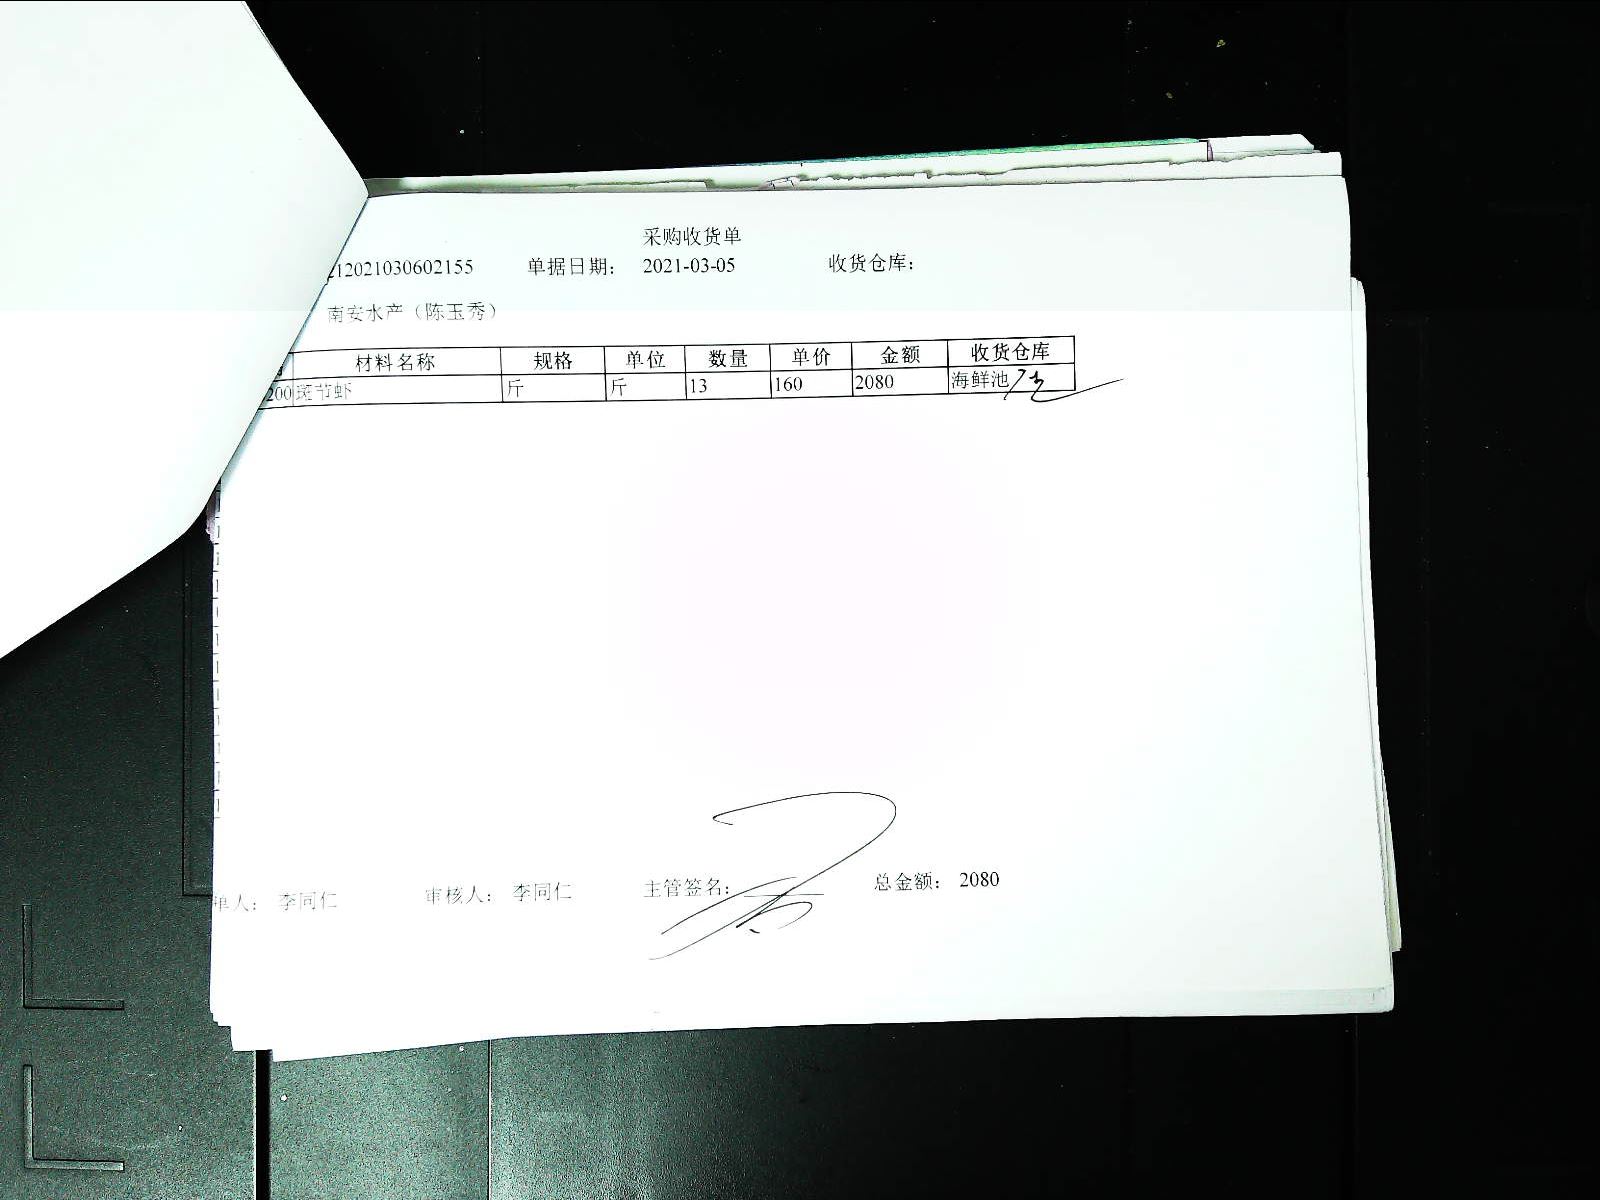 采购收货单
212021030602155 单据日期: 2021-03-05 收货仓库:
南安水产（陈玉秀）
材料名称 规格 单位 数量 单价 金额 收货仓库
200 斑节虾 斤 斤 13 160 2080 海鲜池
单人: 李同仁 审核人: 李同仁 主管签名: 总金额: 2080